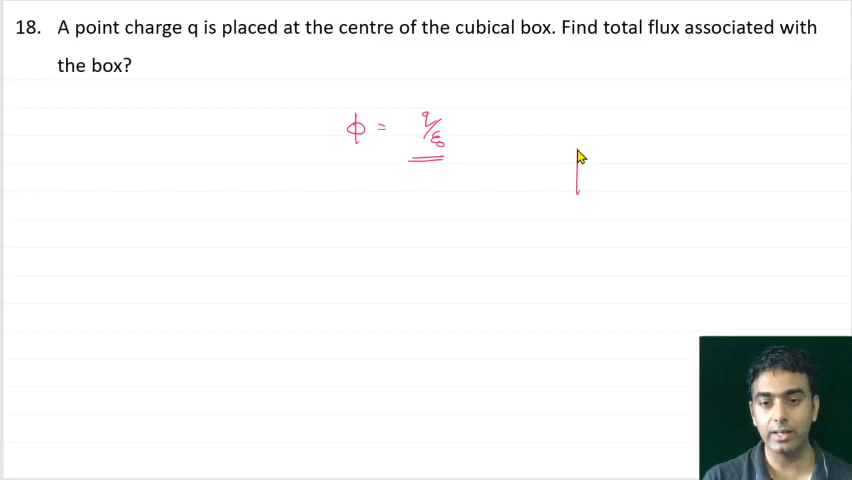 18. A point charge q is placed at the centre of the cubical box. Find total flux associated with
the box?
ϕ = q/ε₀